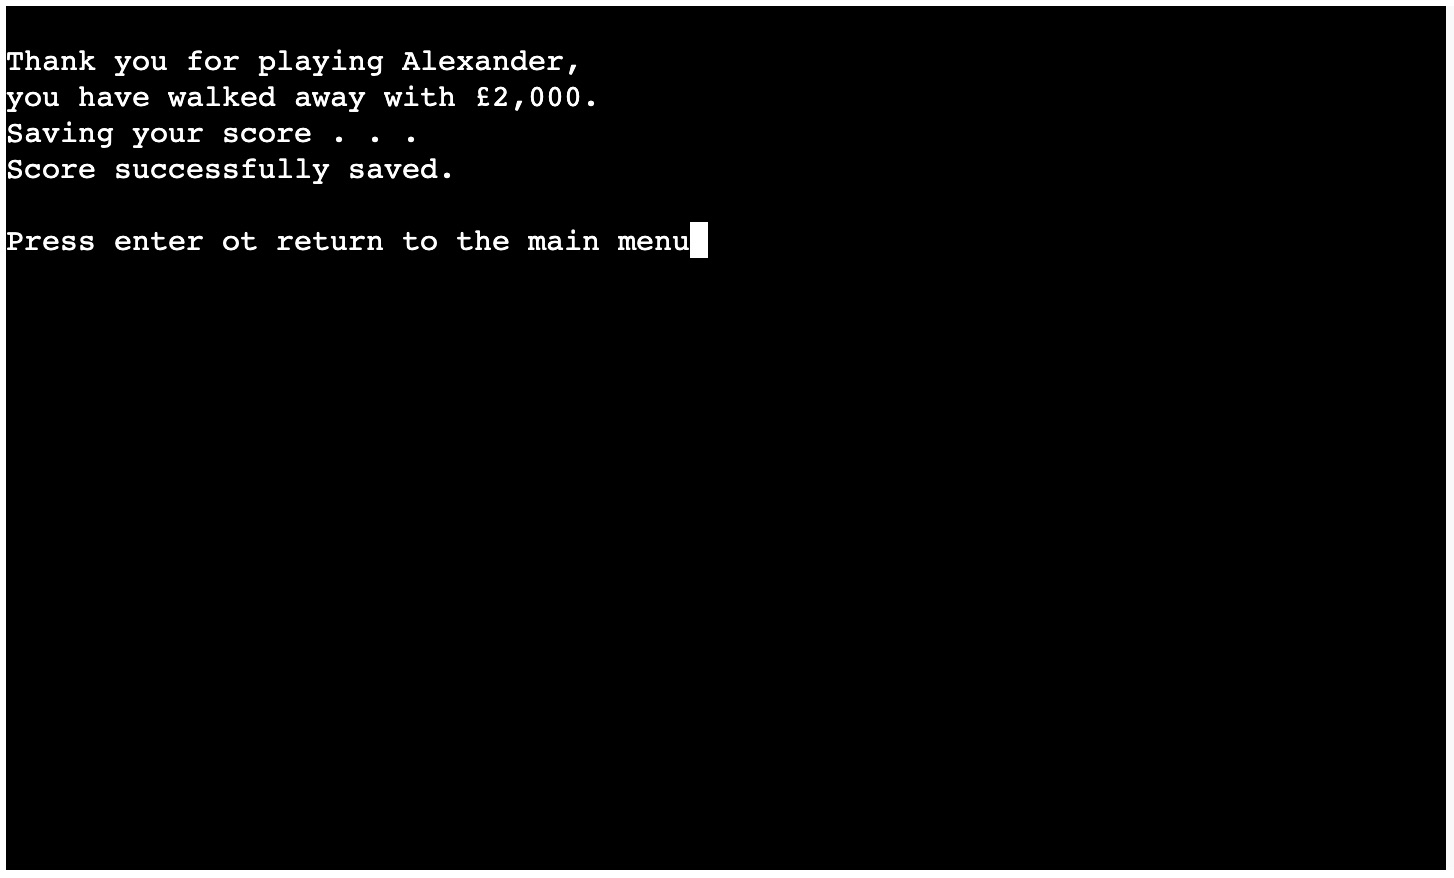 Thank you for playing Alexander,
you have walked away with £2,000.
Saving your score . . .
Score successfully saved.
Press enter ot return to the main menu